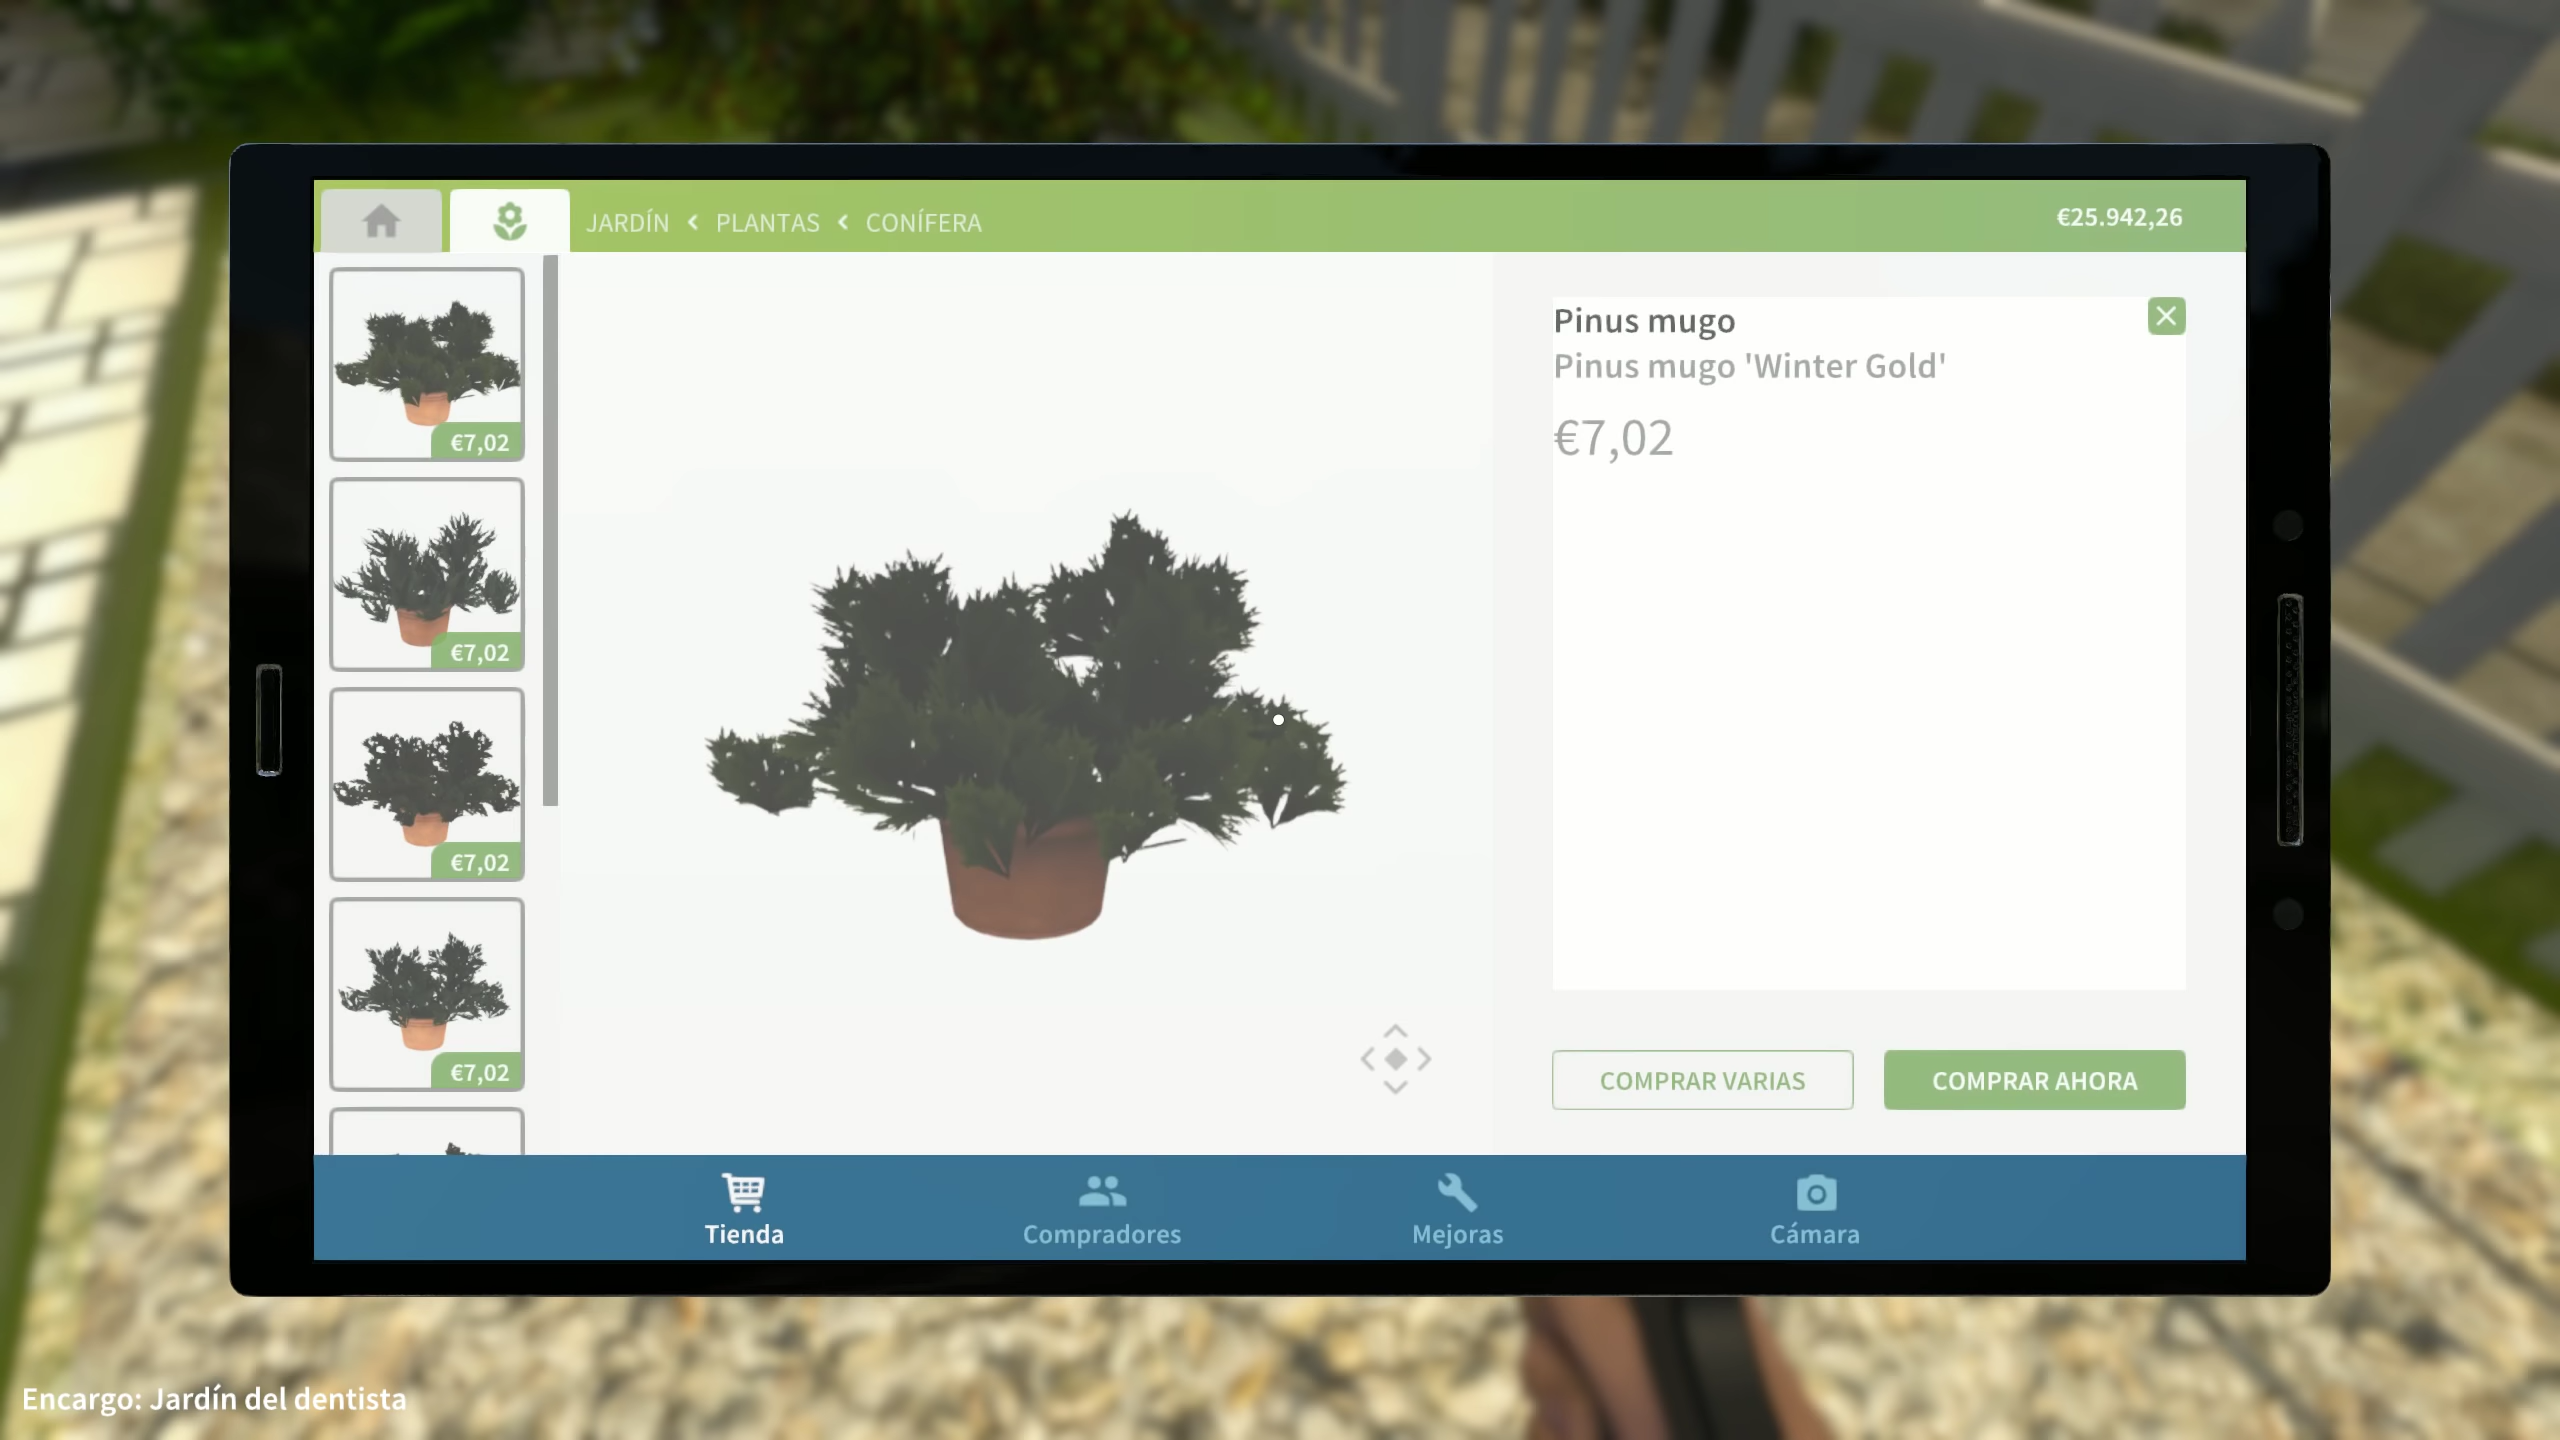 JARDÍN < PLANTAS < CONÍFERA
€25.942,26
€7,02
€7,02
€7,02
€7,02
Pinus mugo
Pinus mugo 'Winter Gold'
€7,02
COMPRAR VARIAS
COMPRAR AHORA
Tienda
Compradores
Mejoras
Cámara
Encargo: Jardín del dentista